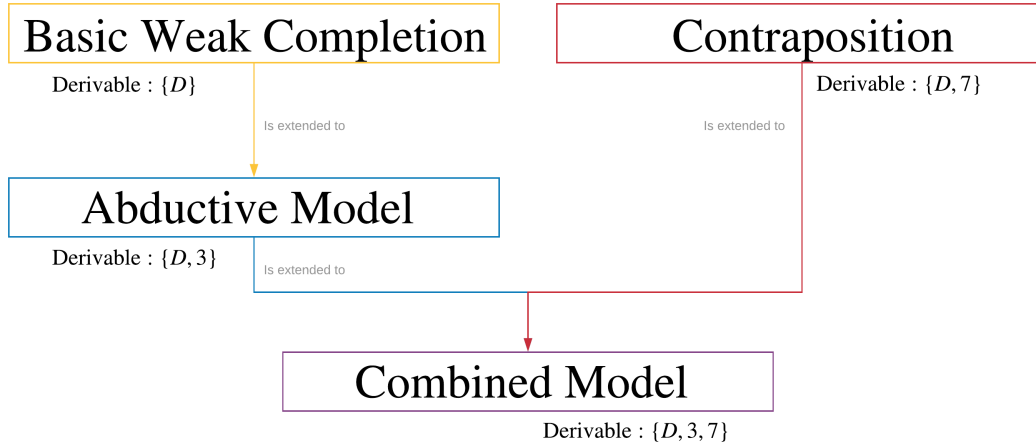 Basic Weak Completion
Contraposition
Derivable : {D}
Derivable : {D, 7}
Is extended to
Is extended to
Abductive Model
Derivable : {D, 3}
Is extended to
Combined Model
Derivable : {D, 3, 7}